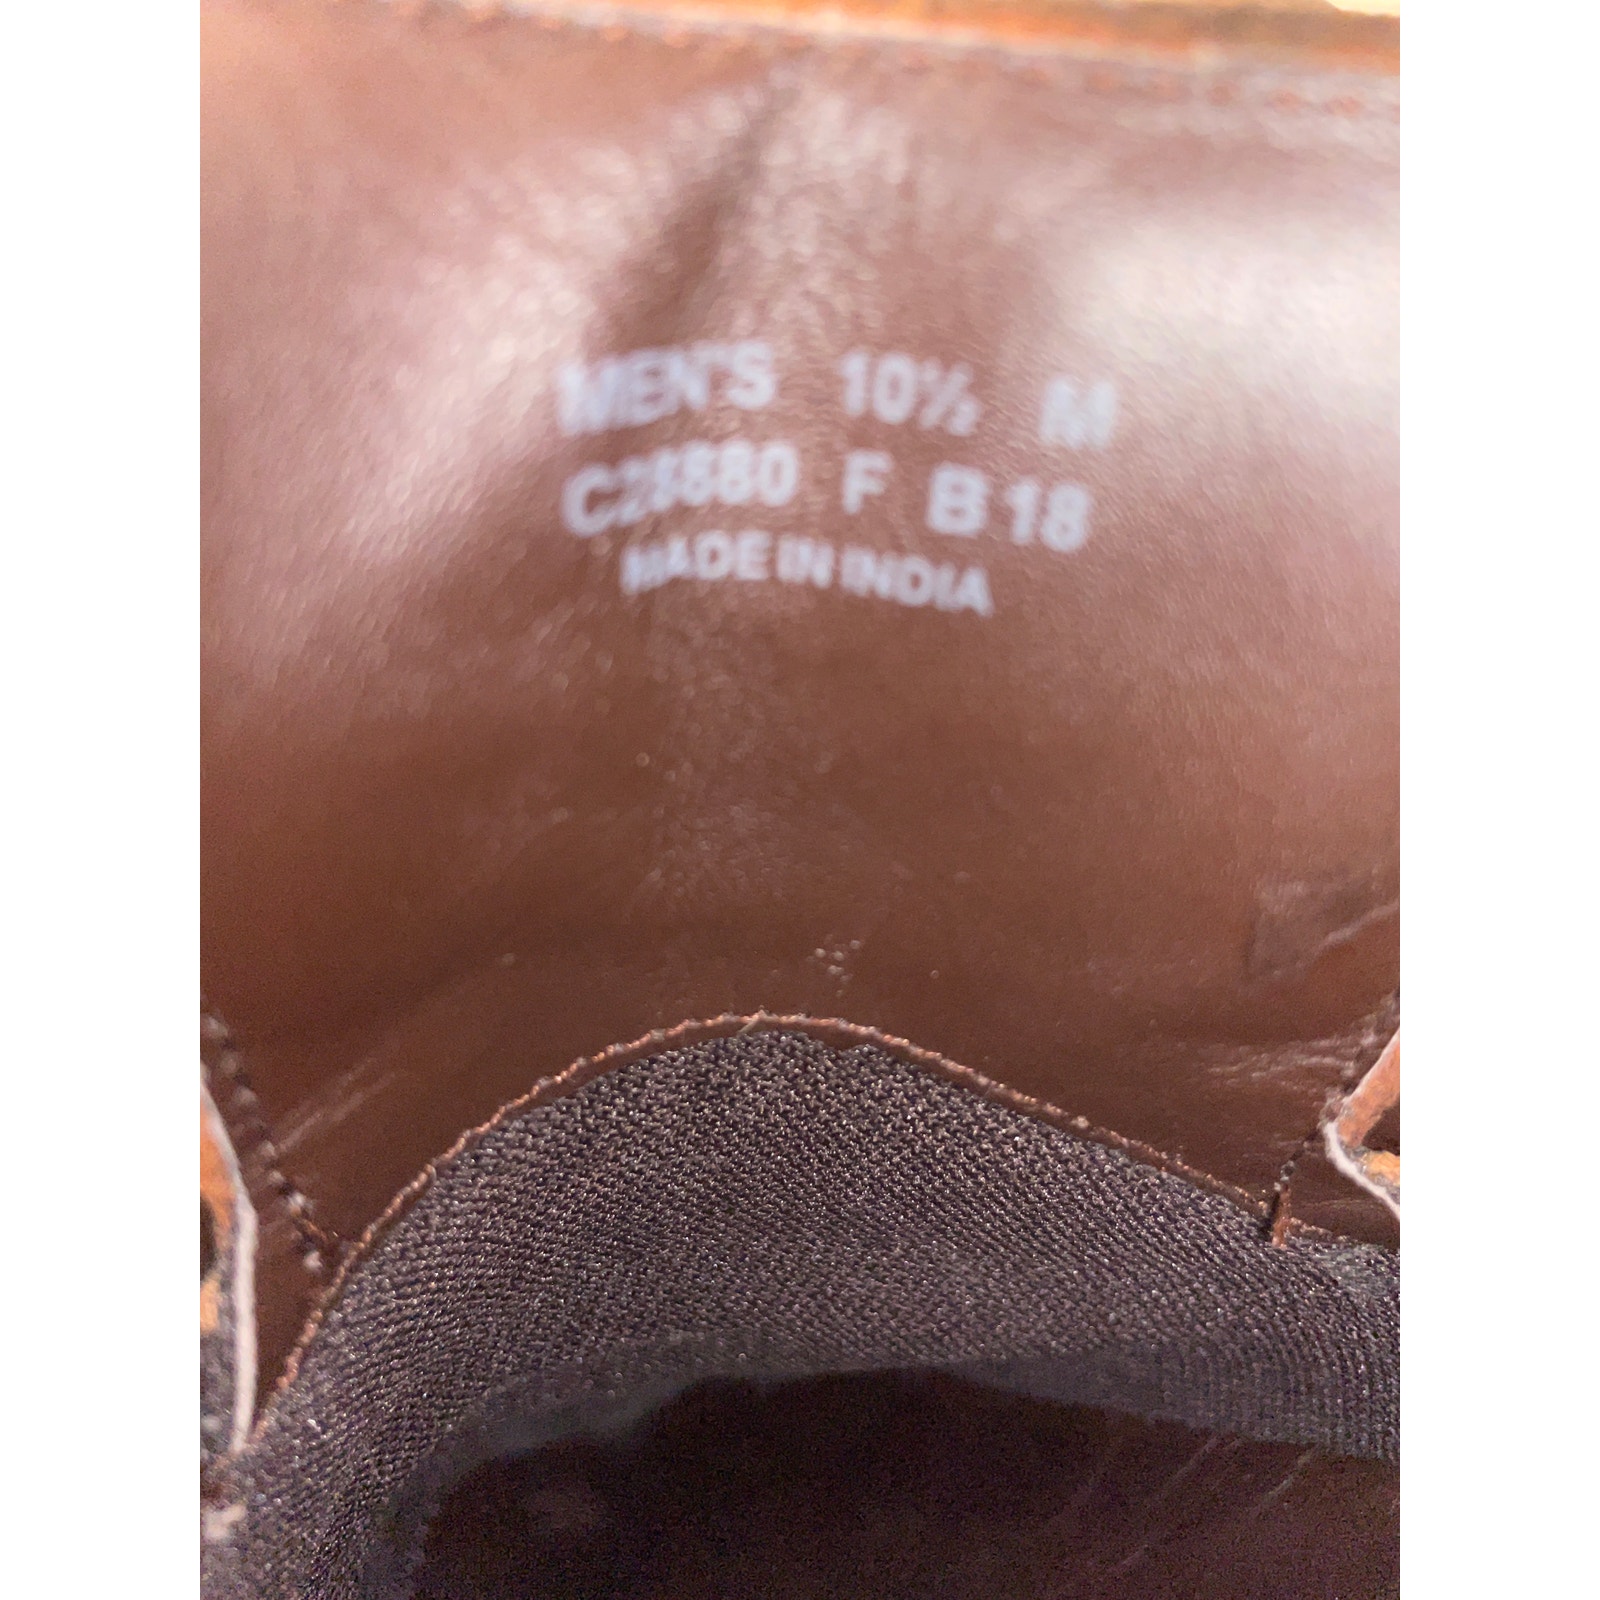 MEN'S 10½ M
F B18
MADE IN INDIA